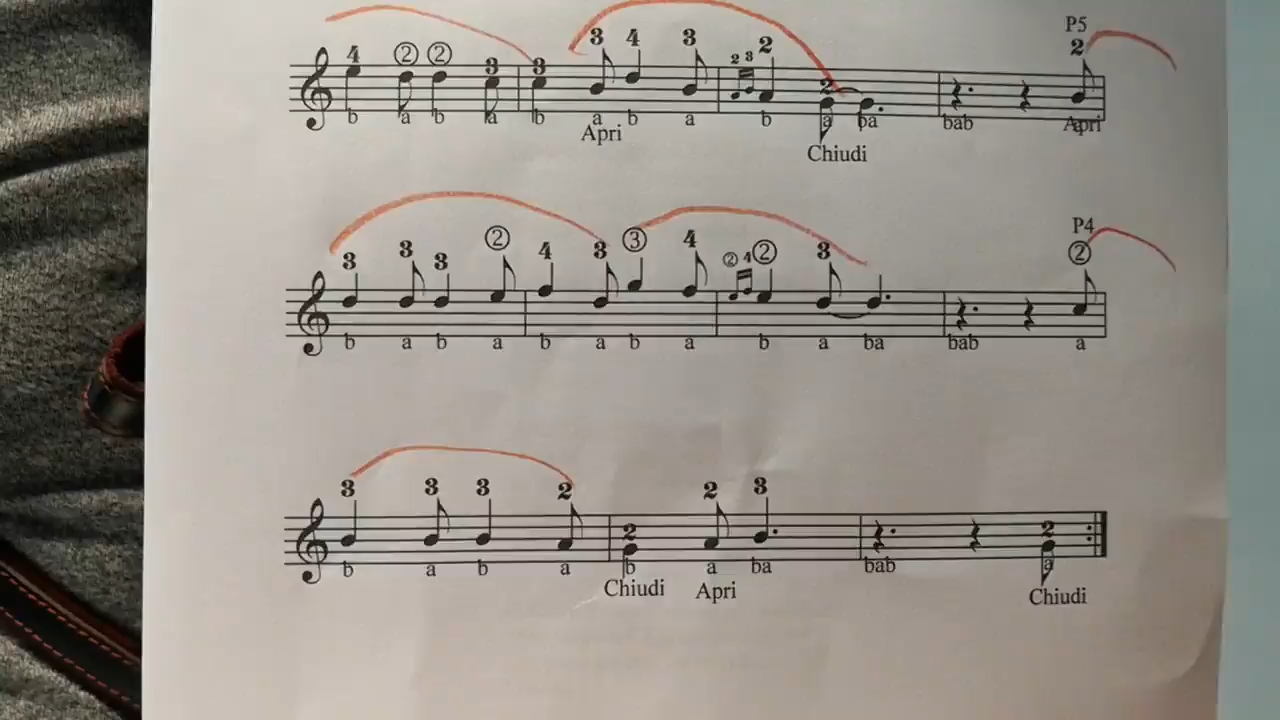 P5
4 ② ② 3 3 3 4 3 2 3 2 2 2
b a b a b a b a b a ba bab a
Apri Apri
Chiudi
P4
3 3 3 ② 4 3 ③ 4 ② 4 ② 3 ②
b a b a b a b a b a ba bab a
3 3 3 2 2 2 3 2
b a b a b a ba bab a
Chiudi Apri Chiudi